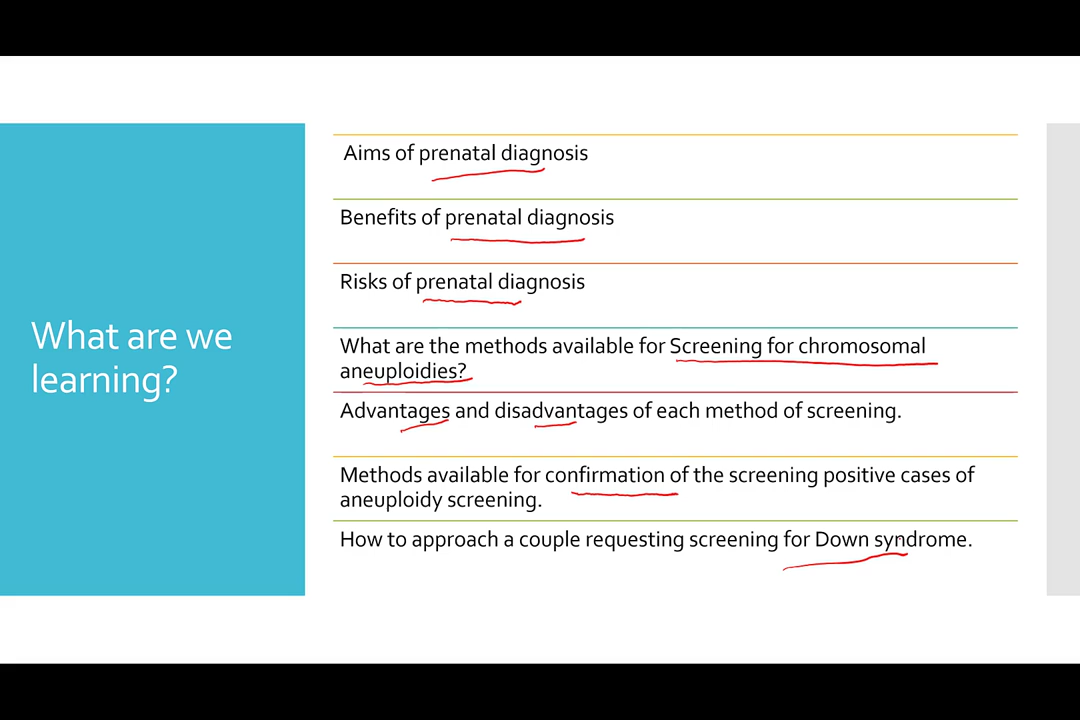 What are we
learning?
Aims of prenatal diagnosis
Benefits of prenatal diagnosis
Risks of prenatal diagnosis
What are the methods available for Screening for chromosomal
aneuploidies?
Advantages and disadvantages of each method of screening.
Methods available for confirmation of the screening positive cases of
aneuploidy screening.
How to approach a couple requesting screening for Down syndrome.